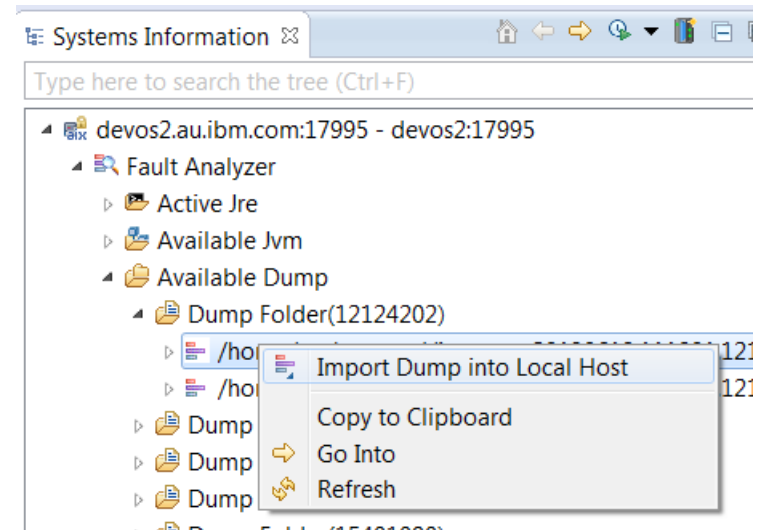 Systems Information
Type here to search the tree (Ctrl+F)
devos2.au.ibm.com:17995 - devos2:17995
Fault Analyzer
Active Jre
Available Jvm
Available Dump
Dump Folder(12124202)
Import Dump into Local Host
Copy to Clipboard
Dump
Go Into
Dump
Refresh
Dump